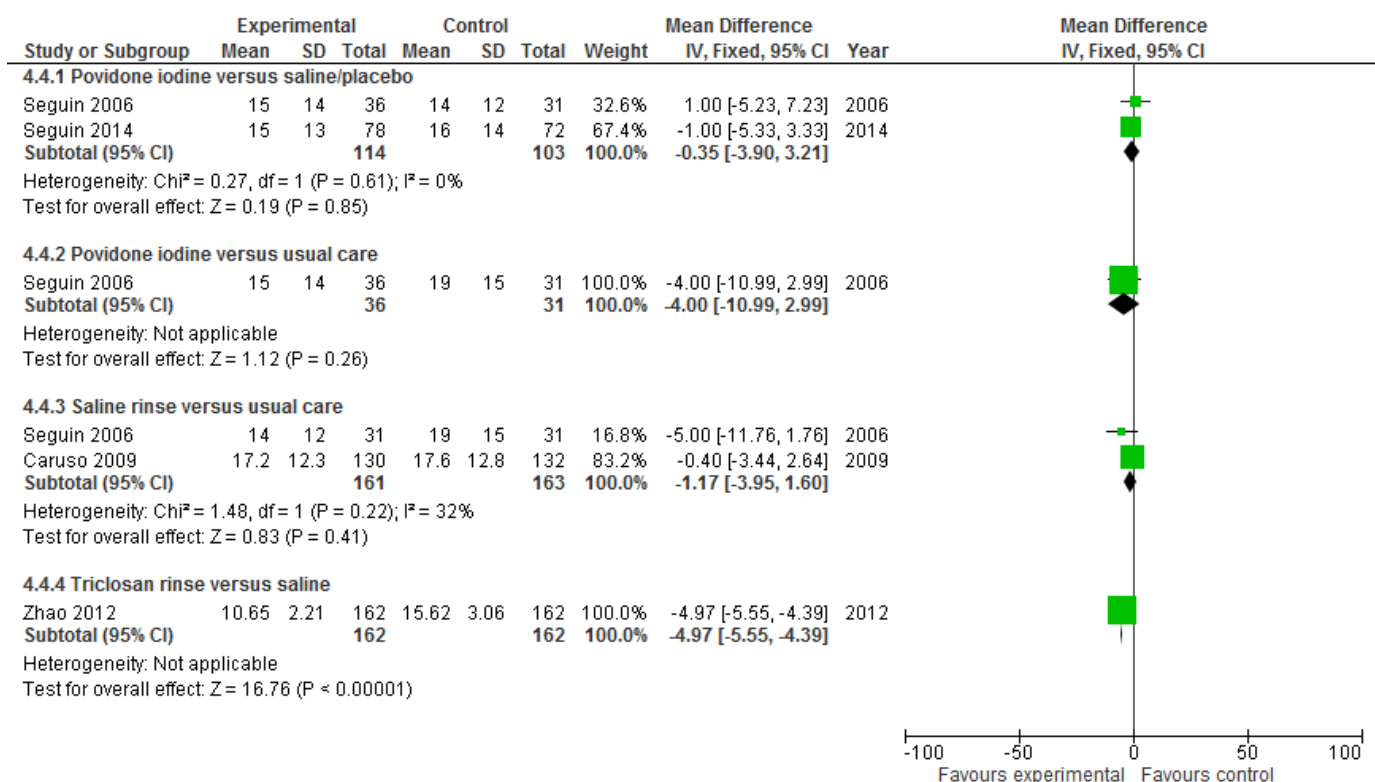 Experimental Control Mean Difference Mean Difference
Study or Subgroup Mean SD Total Mean SD Total Weight IV, Fixed, 95% CI Year IV, Fixed, 95% CI
4.4.1 Povidone iodine versus saline/placebo
Seguin 2006 15 14 36 14 12 31 32.6% 1.00 [-5.23, 7.23] 2006
Seguin 2014 15 13 78 16 14 72 67.4% -1.00 [-5.33, 3.33] 2014
Subtotal (95% CI) 114 103 100.0% -0.35 [-3.90, 3.21]
Heterogeneity: Chi² = 0.27, df = 1 (P = 0.61); I² = 0%
Test for overall effect: Z = 0.19 (P = 0.85)
4.4.2 Povidone iodine versus usual care
Seguin 2006 15 14 36 19 15 31 100.0% -4.00 [-10.99, 2.99] 2006
Subtotal (95% CI) 36 31 100.0% -4.00 [-10.99, 2.99]
Heterogeneity: Not applicable
Test for overall effect: Z = 1.12 (P = 0.26)
4.4.3 Saline rinse versus usual care
Seguin 2006 14 12 31 19 15 31 16.8% -5.00 [-11.76, 1.76] 2006
Caruso 2009 17.2 12.3 130 17.6 12.8 132 83.2% -0.40 [-3.44, 2.64] 2009
Subtotal (95% CI) 161 163 100.0% -1.17 [-3.95, 1.60]
Heterogeneity: Chi² = 1.48, df = 1 (P = 0.22); I² = 32%
Test for overall effect: Z = 0.83 (P = 0.41)
4.4.4 Triclosan rinse versus saline
Zhao 2012 10.65 2.21 162 15.62 3.06 162 100.0% -4.97 [-5.55, -4.39] 2012
Subtotal (95% CI) 162 162 100.0% -4.97 [-5.55, -4.39]
Heterogeneity: Not applicable
Test for overall effect: Z = 16.76 (P < 0.00001)
-100 -50 0 50 100
Favours experimental Favours control